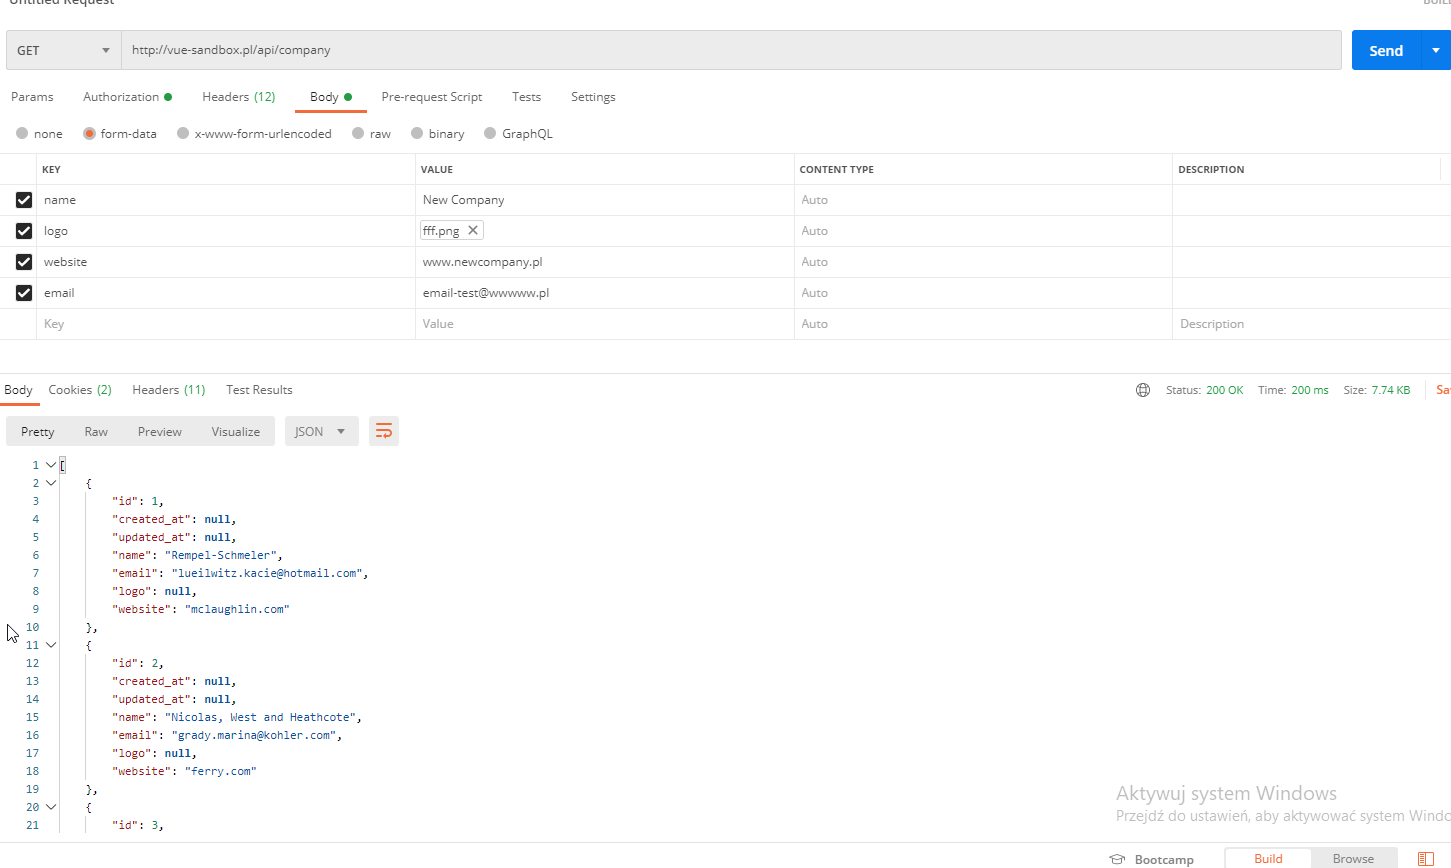 Untitled Request
GET http://vue-sandbox.pl/api/company Send
Params Authorization Headers (12) Body Pre-request Script Tests Settings
none form-data x-www-form-urlencoded raw binary GraphQL
KEY VALUE CONTENT TYPE DESCRIPTION
name New Company Auto
logo fff.png Auto
website www.newcompany.pl Auto
email email-test@wwwww.pl Auto
Key Value Auto Description
Body Cookies (2) Headers (11) Test Results Status: 200 OK Time: 200 ms Size: 7.74 KB
Pretty Raw Preview Visualize JSON
1 [
2 {
3 "id": 1,
4 "created_at": null,
5 "updated_at": null,
6 "name": "Rempel-Schmeler",
7 "email": "lueilwitz.kacie@hotmail.com",
8 "logo": null,
9 "website": "mclaughlin.com"
10 },
11 {
12 "id": 2,
13 "created_at": null,
14 "updated_at": null,
15 "name": "Nicolas, West and Heathcote",
16 "email": "grady.marina@kohler.com",
17 "logo": null,
18 "website": "ferry.com"
19 },
20 {
21 "id": 3,
Aktywuj system Windows
Przejdź do ustawień, aby aktywować system Windo
Bootcamp Build Browse